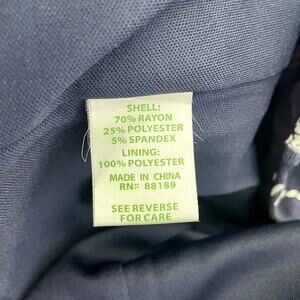 SHELL:
70% RAYON
25% POLYESTER
5% SPANDEX
LINING:
100% POLYESTER
MADE IN CHINA
RN# 88189
SEE REVERSE
FOR CARE